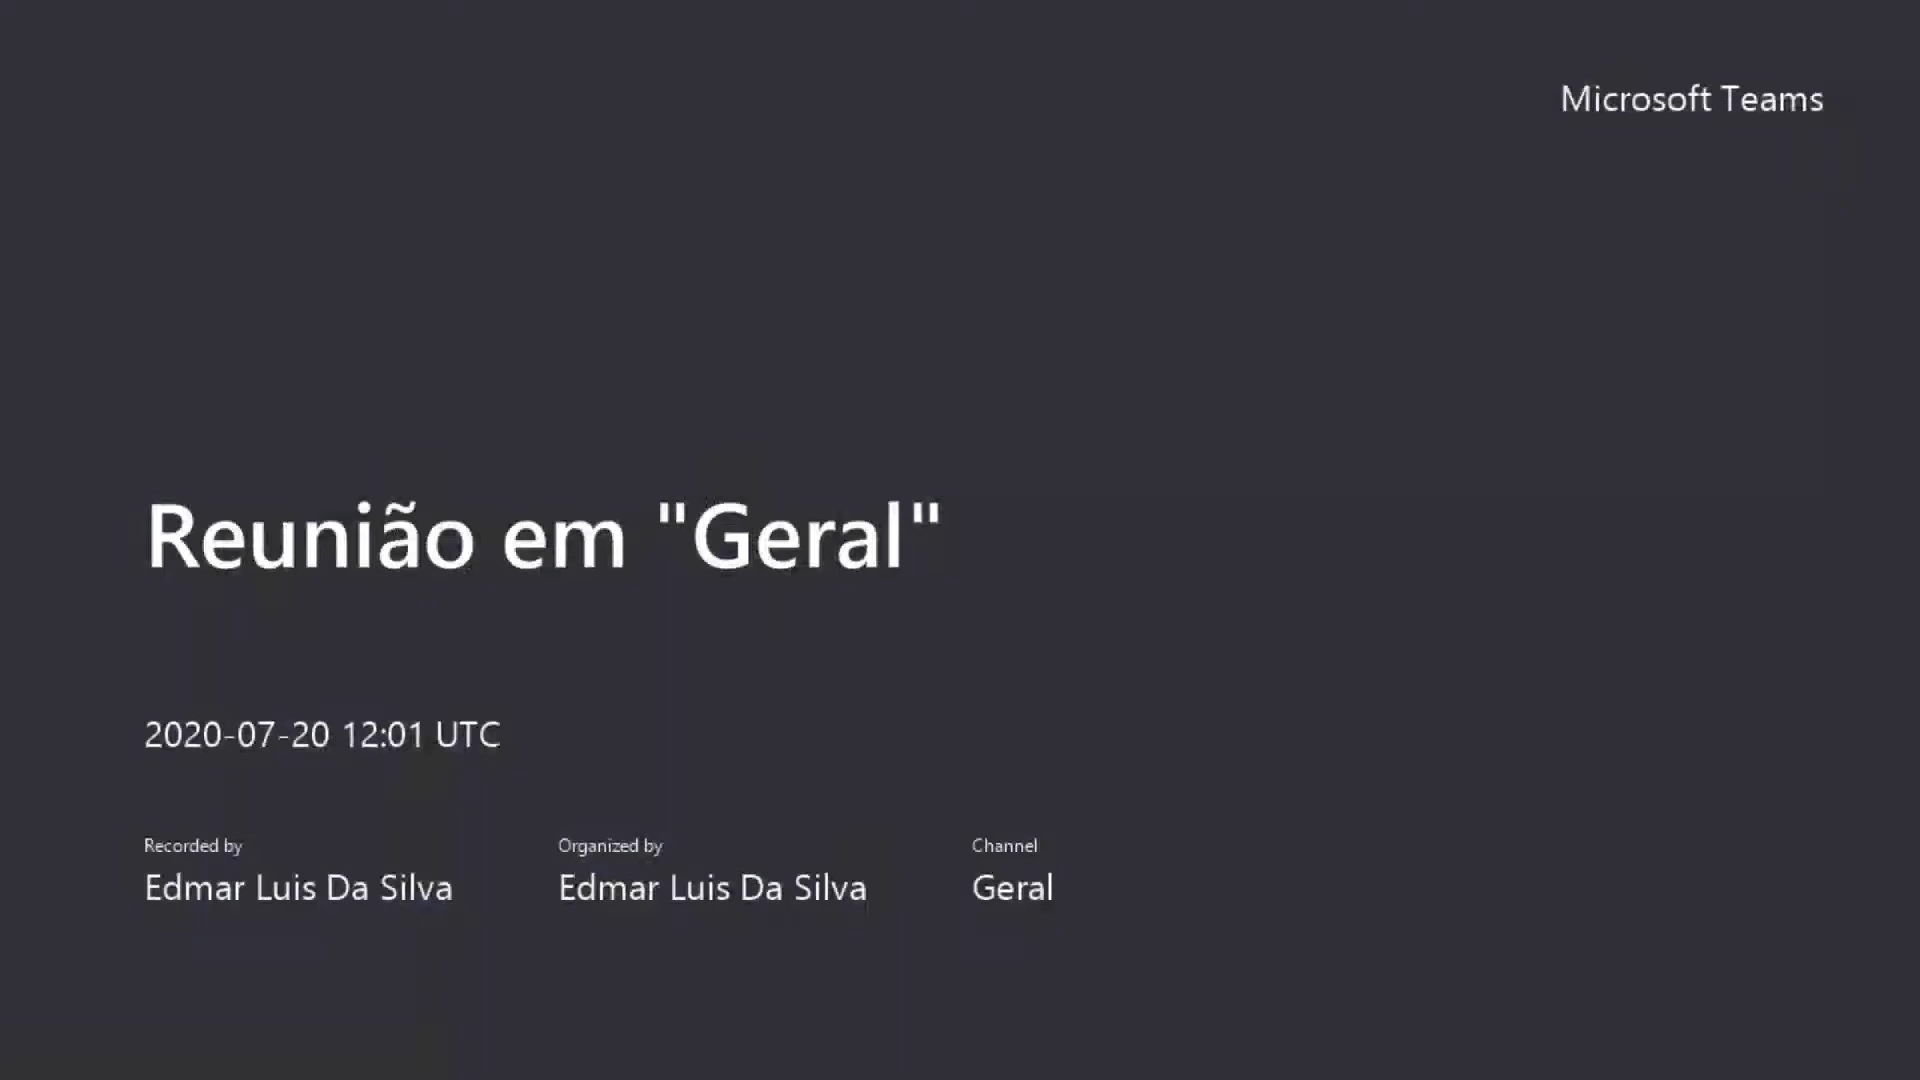 Microsoft Teams
Reunião em "Geral"
2020-07-20 12:01 UTC
Recorded by
Edmar Luis Da Silva
Organized by
Edmar Luis Da Silva
Channel
Geral